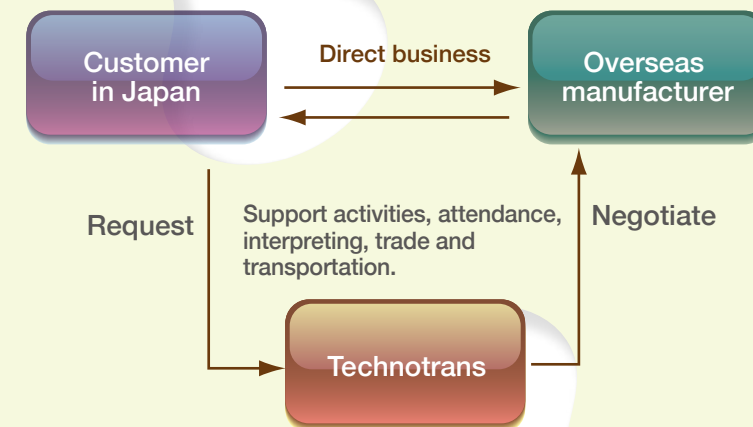 Customer
in Japan
Direct business
Overseas
manufacturer
Request
Support activities, attendance,
interpreting, trade and
transportation.
Negotiate
Technotrans